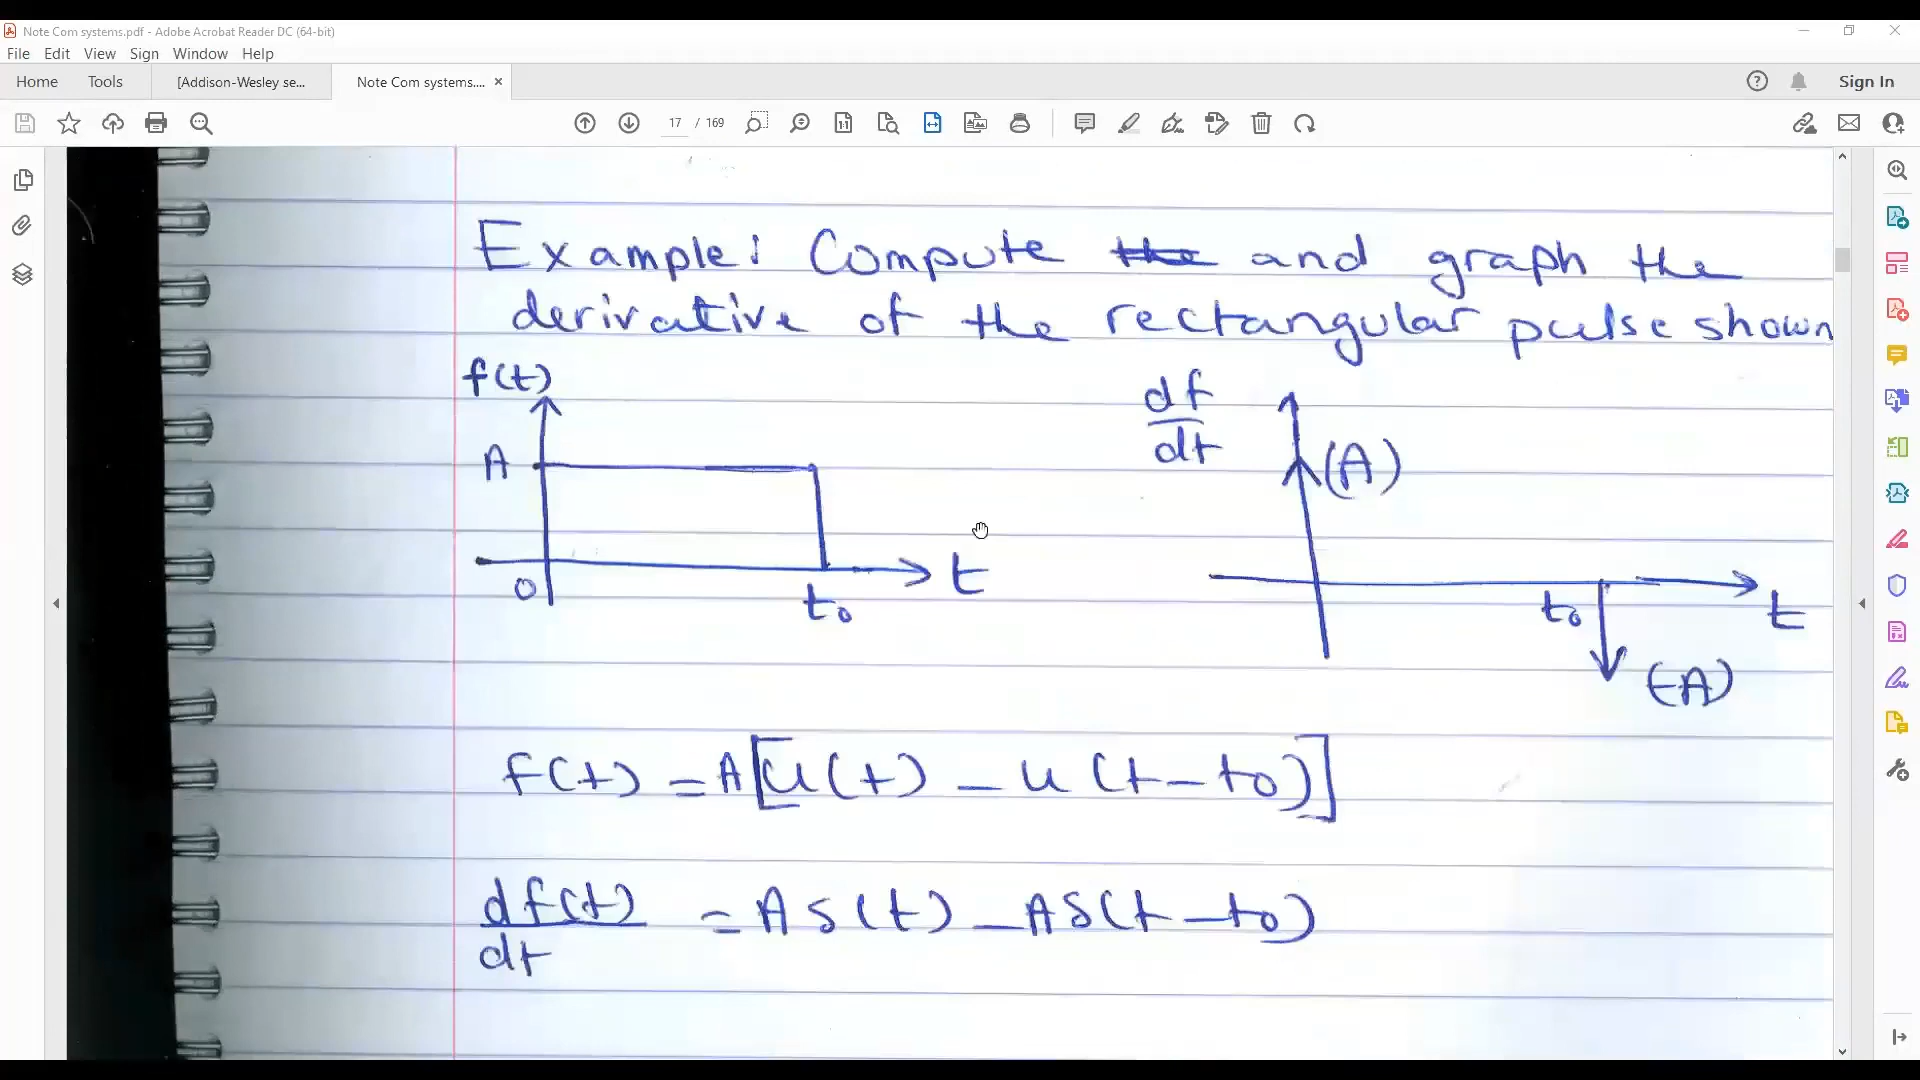 Note Com systems.pdf - Adobe Acrobat Reader DC (64-bit)
File Edit View Sign Window Help
Home Tools [Addison-Wesley se... Note Com systems.... × Sign In
17 / 169
Example: Compute the and graph the
derivative of the rectangular pulse shown
f(t)
A
0
t0
t
df/dt
(A)
t0
t
(-A)
f(t) = A[u(t) - u(t-t0)]
df(t)/dt = Aδ(t) - Aδ(t-t0)